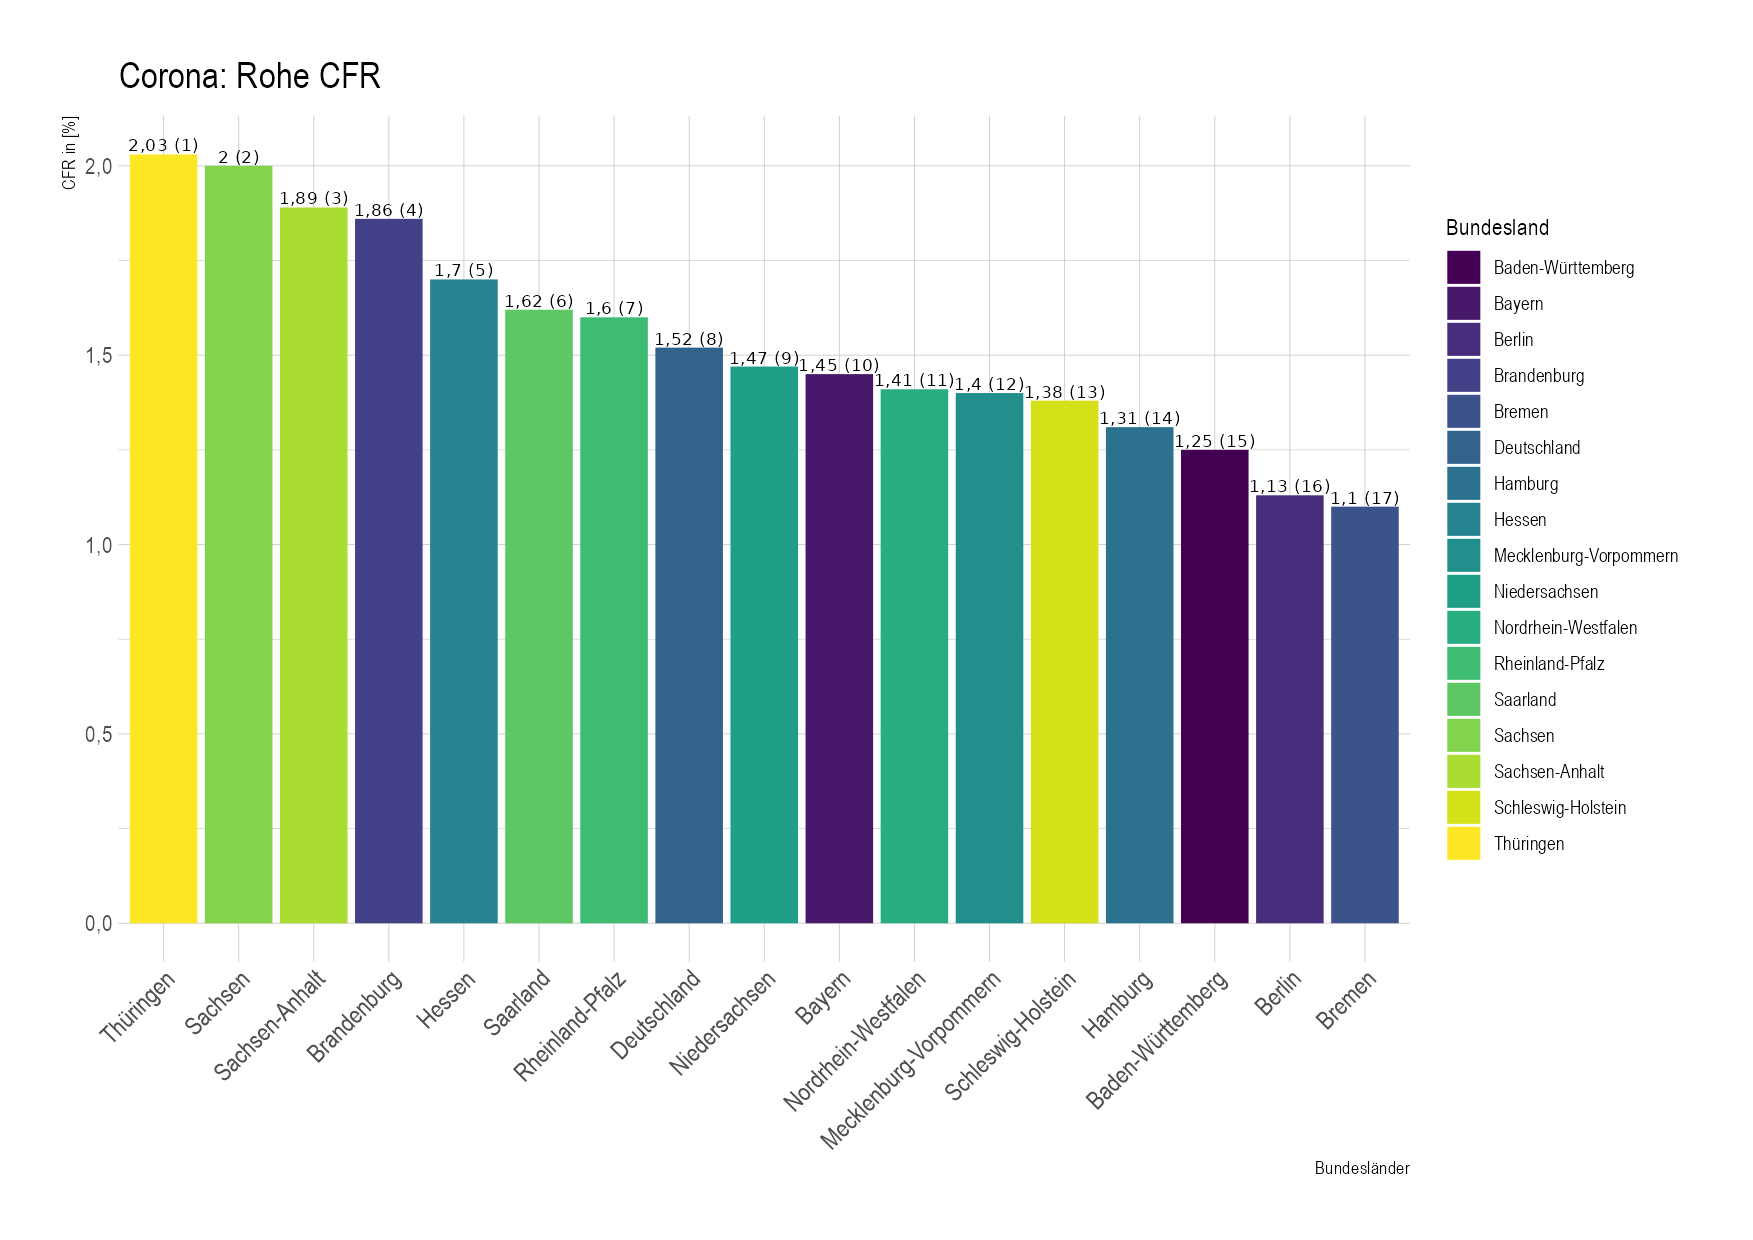 Corona: Rohe CFR
CFR in [%]
2,0
1,5
1,0
0,5
0,0
2,03 (1)
2 (2)
1,89 (3)
1,86 (4)
1,7 (5)
1,62 (6)
1,6 (7)
1,52 (8)
1,47 (9)
1,45 (10)
1,41 (11)
1,4 (12)
1,38 (13)
1,31 (14)
1,25 (15)
1,13 (16)
1,1 (17)
Thüringen
Sachsen
Sachsen-Anhalt
Brandenburg
Hessen
Saarland
Rheinland-Pfalz
Deutschland
Niedersachsen
Bayern
Nordrhein-Westfalen
Mecklenburg-Vorpommern
Schleswig-Holstein
Hamburg
Baden-Württemberg
Berlin
Bremen
Bundesländer
Bundesland
Baden-Württemberg
Bayern
Berlin
Brandenburg
Bremen
Deutschland
Hamburg
Hessen
Mecklenburg-Vorpommern
Niedersachsen
Nordrhein-Westfalen
Rheinland-Pfalz
Saarland
Sachsen
Sachsen-Anhalt
Schleswig-Holstein
Thüringen